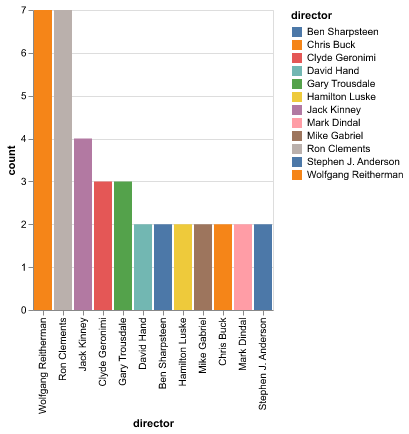 7
6
5
4
3
2
1
0
count
Wolfgang Reitherman
Ron Clements
Jack Kinney
Clyde Geronimi
Gary Trousdale
David Hand
Ben Sharpsteen
Hamilton Luske
Mike Gabriel
Chris Buck
Mark Dindal
Stephen J. Anderson
director
director
Ben Sharpsteen
Chris Buck
Clyde Geronimi
David Hand
Gary Trousdale
Hamilton Luske
Jack Kinney
Mark Dindal
Mike Gabriel
Ron Clements
Stephen J. Anderson
Wolfgang Reitherman